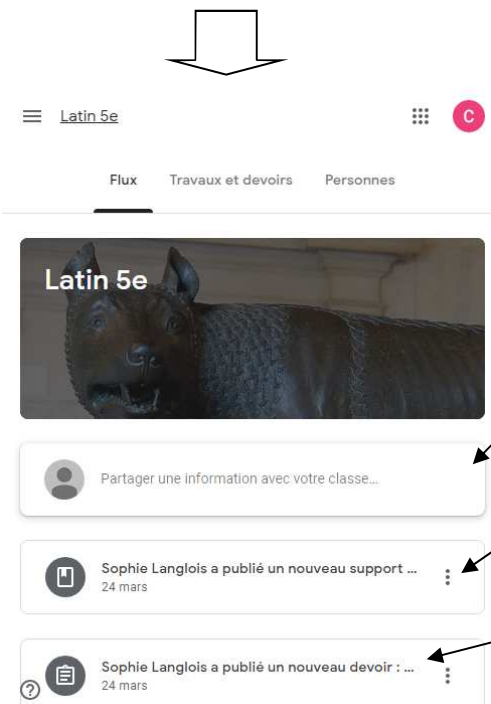 Latin 5e
C
Flux Travaux et devoirs Personnes
Latin 5e
Partager une information avec votre classe...
Sophie Langlois a publié un nouveau support ...
24 mars
Sophie Langlois a publié un nouveau devoir : ...
24 mars
?